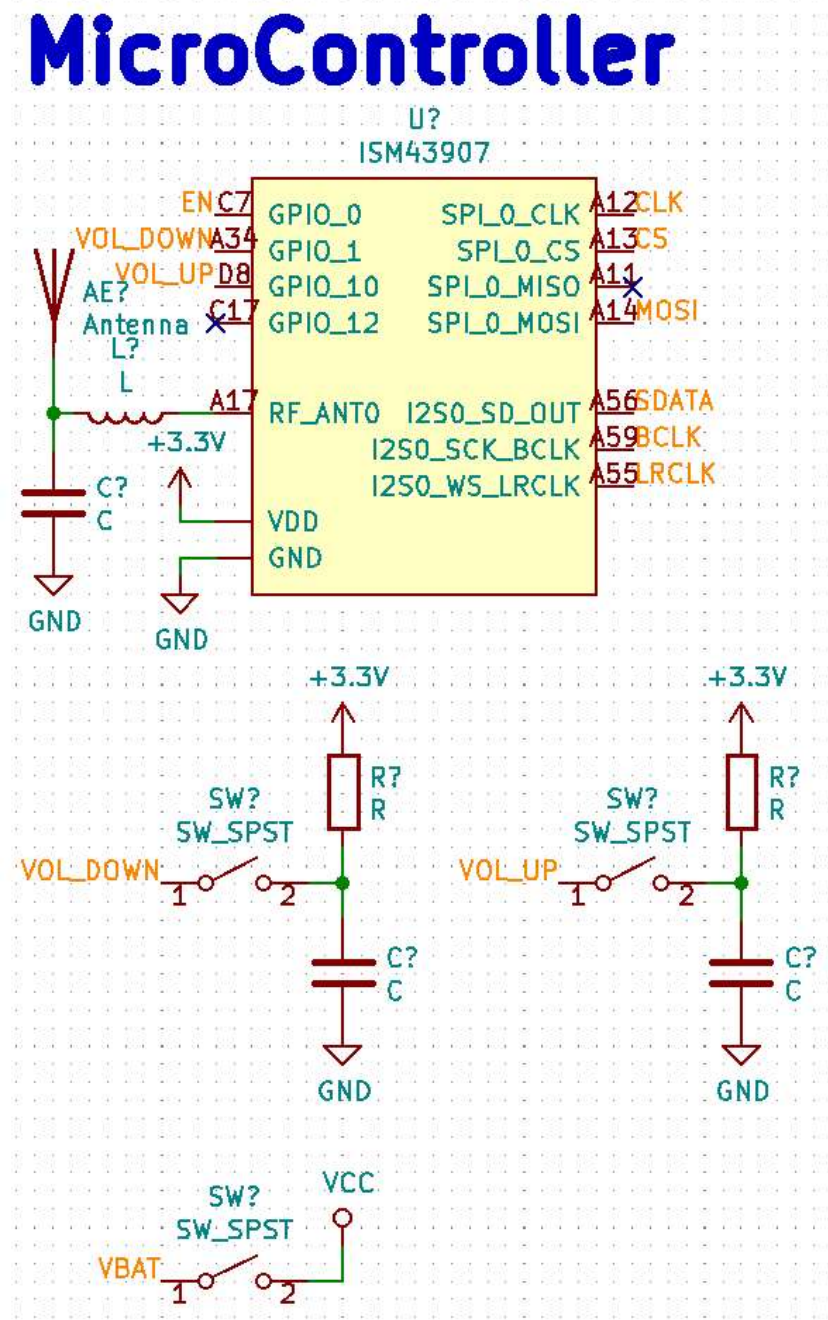 MicroController
U?
ISM43907
EN C7 GPIO_0 SPI_0_CLK A12 CLK
VOL_DOWN A34 GPIO_1 SPI_0_CS A13 CS
VOL_UP D8 GPIO_10 SPI_0_MISO A11
AE?
Antenna C17 GPIO_12 SPI_0_MOSI A14 MOSI
L?
L
A17 RF_ANT0 I2S0_SD_OUT A56 SDATA
+3.3V I2S0_SCK_BCLK A59 BCLK
C? I2S0_WS_LRCLK A55 LRCLK
C VDD
GND
GND
GND
+3.3V +3.3V
R? R?
R R
SW? SW?
SW_SPST SW_SPST
VOL_DOWN 1 2 VOL_UP 1 2
C? C?
C C
GND GND
VCC
SW?
SW_SPST
VBAT 1 2